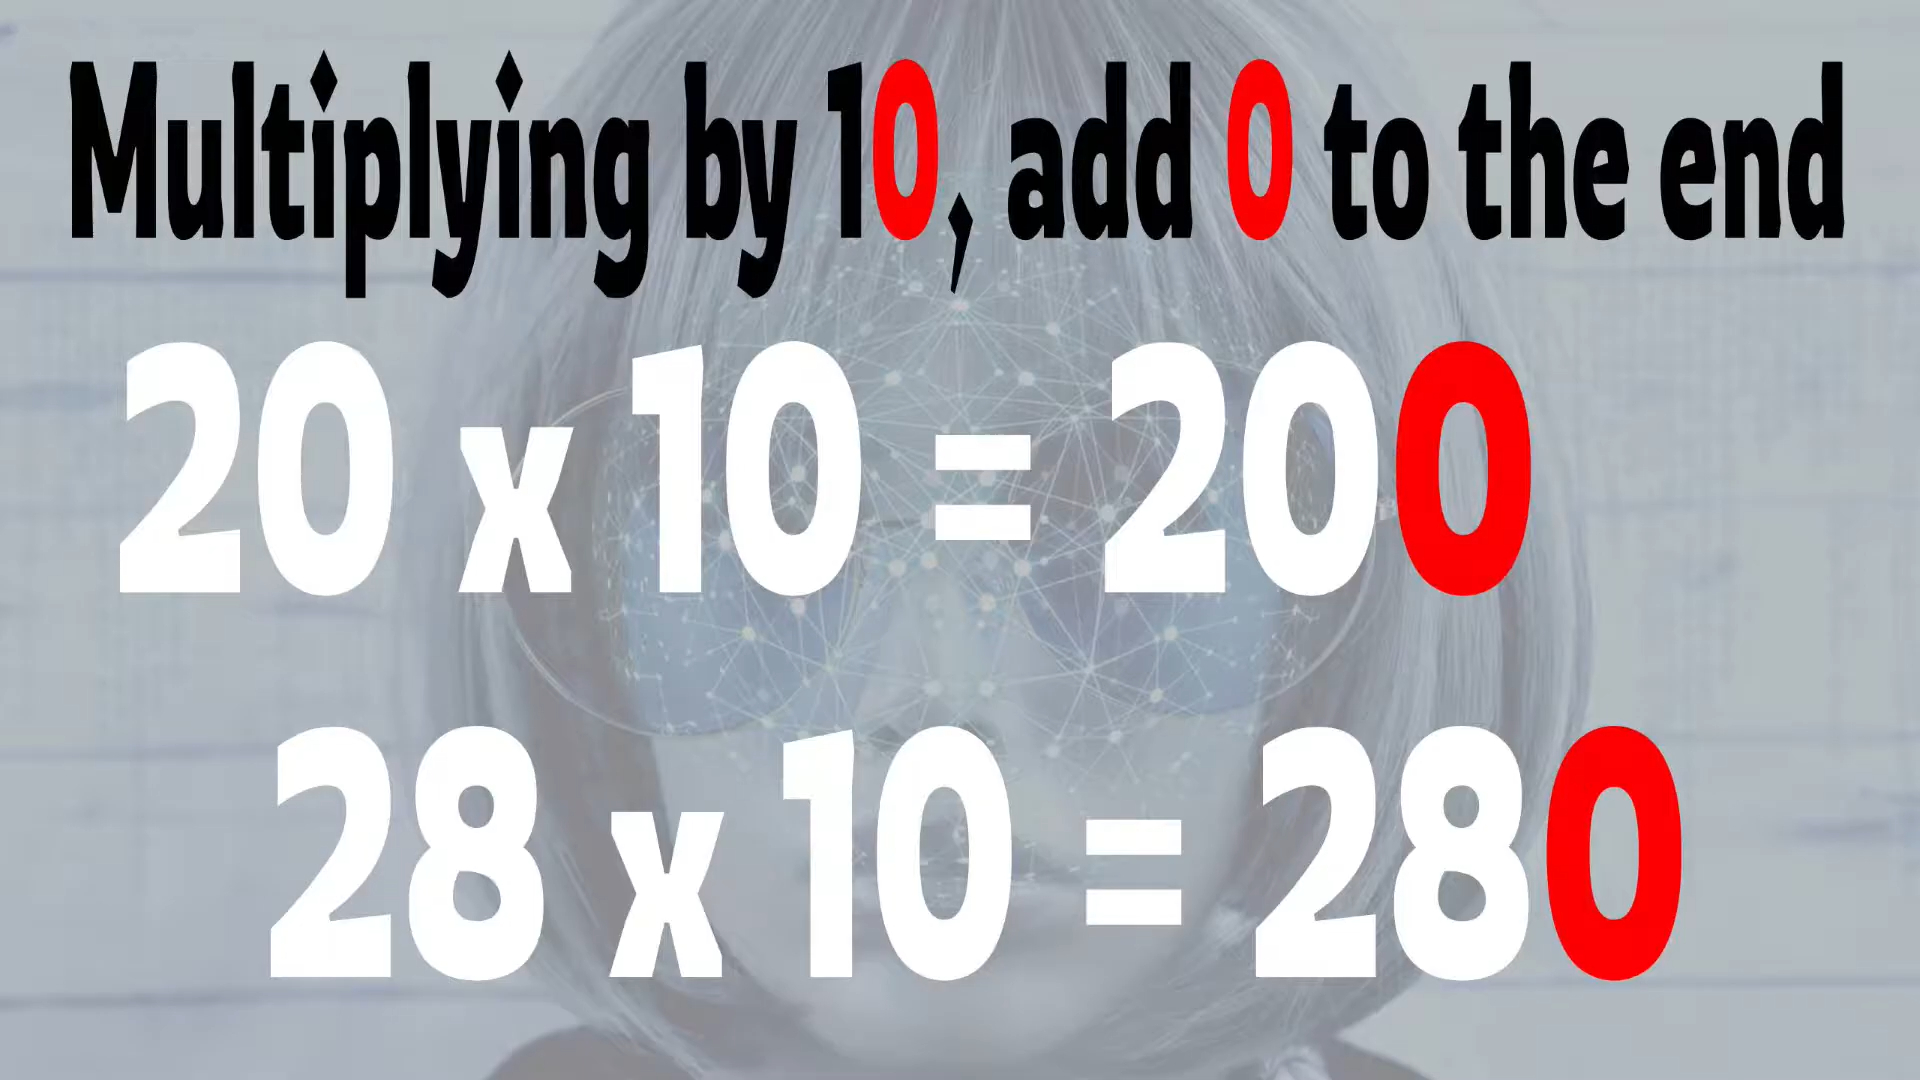 Multiplying by 10, add 0 to the end
20 x 10 = 200
28 x 10 = 280